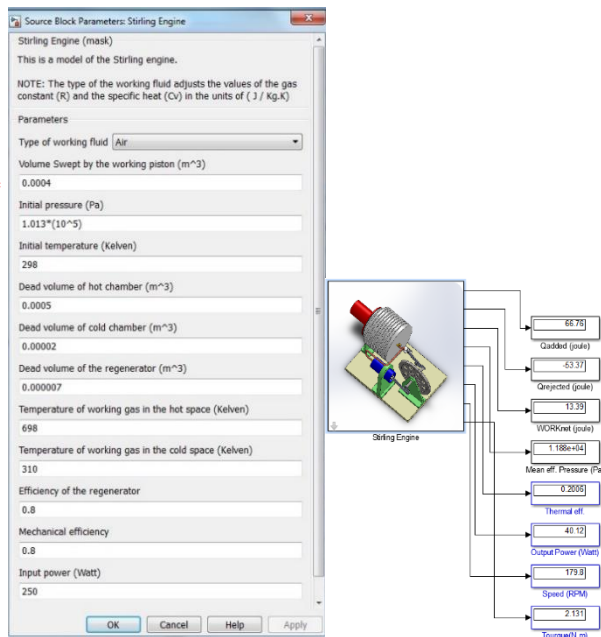 Source Block Parameters: Stirling Engine
Stirling Engine (mask)
This is a model of the Stirling engine.
NOTE: The type of the working fluid adjusts the values of the gas
constant (R) and the specific heat (Cv) in the units of ( J / Kg.K)
Parameters
Type of working fluid Air
Volume Swept by the working piston (m^3)
0.0004
Initial pressure (Pa)
1.013*(10^5)
Initial temperature (Kelven)
298
Dead volume of hot chamber (m^3)
0.0005
Dead volume of cold chamber (m^3)
0.00002
Dead volume of the regenerator (m^3)
0.000007
Temperature of working gas in the hot space (Kelven)
698
Temperature of working gas in the cold space (Kelven)
310
Efficiency of the regenerator
0.8
Mechanical efficiency
0.8
Input power (Watt)
250
OK Cancel Help Apply
Stirling Engine
66.76
Qadded (joule)
-53.37
Qrejected (joule)
13.39
WORKnet (joule)
1.188e+04
Mean eff. Pressure (Pa
0.2006
Thermal eff.
40.12
Output Power (Watt)
179.8
Speed (RPM)
2.131
Tourque(N.m)